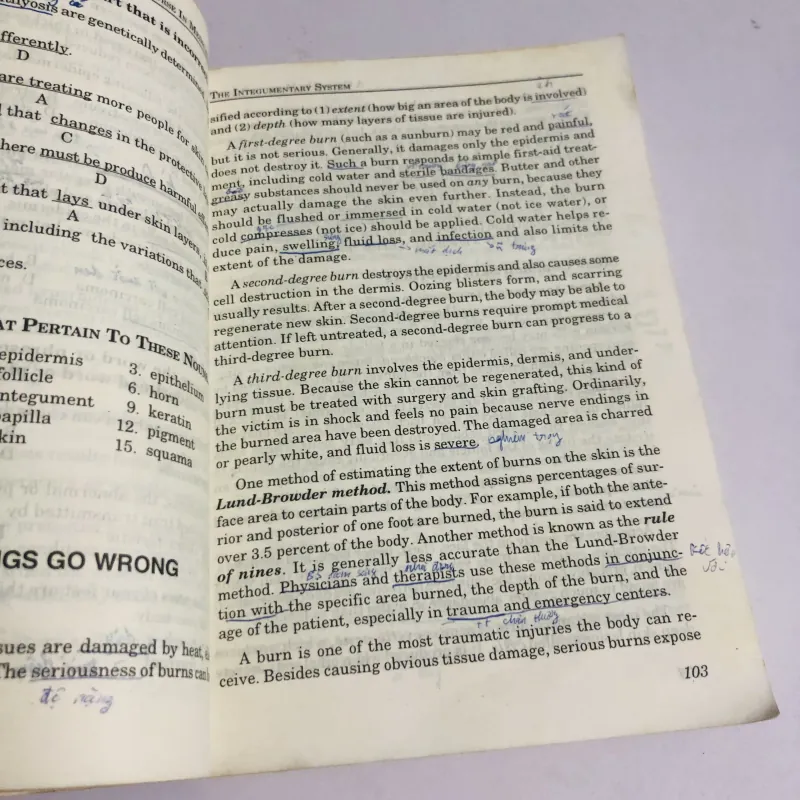 alyosis are genetically determined
ifferently.
D
are treating more people for skin
A
d that changes in the protective
C
here must be produce harmful
D
t that lays under skin layers,
A
including the variations that
ces.
AT PERTAIN TO THESE NOUNS
epidermis 3. epithelium
follicle 6. horn
ntegument 9. keratin
papilla 12. pigment
kin 15. squama
NGS GO WRONG
sues are damaged by heat,
The seriousness of burns can
độ nặng
THE INTEGUMENTARY SYSTEM
sified according to (1) extent (how big an area of the body is involved)
and (2) depth (how many layers of tissue are injured).
A first-degree burn (such as a sunburn) may be red and painful,
but it is not serious. Generally, it damages only the epidermis and
does not destroy it. Such a burn responds to simple first-aid treat-
ment, including cold water and sterile bandages. Butter and other
greasy substances should never be used on any burn, because they
may actually damage the skin even further. Instead, the burn
should be flushed or immersed in cold water (not ice water), or
cold compresses (not ice) should be applied. Cold water helps re-
duce pain, swelling, fluid loss, and infection and also limits the
extent of the damage.
A second-degree burn destroys the epidermis and also causes some
cell destruction in the dermis. Oozing blisters form, and scarring
usually results. After a second-degree burn, the body may be able to
regenerate new skin. Second-degree burns require prompt medical
attention. If left untreated, a second-degree burn can progress to a
third-degree burn.
A third-degree burn involves the epidermis, dermis, and under-
lying tissue. Because the skin cannot be regenerated, this kind of
burn must be treated with surgery and skin grafting. Ordinarily,
the victim is in shock and feels no pain because nerve endings in
the burned area have been destroyed. The damaged area is charred
or pearly white, and fluid loss is severe. nghiêm trọng
One method of estimating the extent of burns on the skin is the
Lund-Browder method. This method assigns percentages of sur-
face area to certain parts of the body. For example, if both the ante-
rior and posterior of one foot are burned, the burn is said to extend
over 3.5 percent of the body. Another method is known as the rule
of nines. It is generally less accurate than the Lund-Browder
method. Physicians and therapists use these methods in conjunc-
tion with the specific area burned, the depth of the burn, and the
age of the patient, especially in trauma and emergency centers.
A burn is one of the most traumatic injuries the body can re-
ceive. Besides causing obvious tissue damage, serious burns expose
103